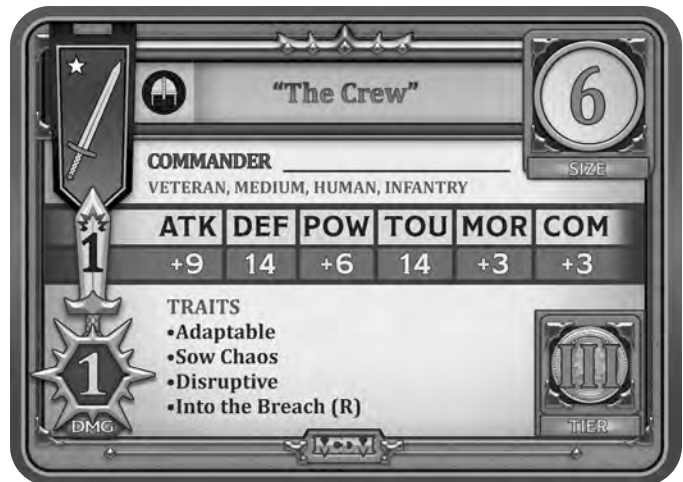 "The Crew"
6
SIZE
COMMANDER
VETERAN, MEDIUM, HUMAN, INFANTRY
ATK DEF POW TOU MOR COM
+9 14 +6 14 +3 +3
1
TRAITS
•Adaptable
•Sow Chaos
•Disruptive
•Into the Breach (R)
1
DMG
III
TIER
MCDM